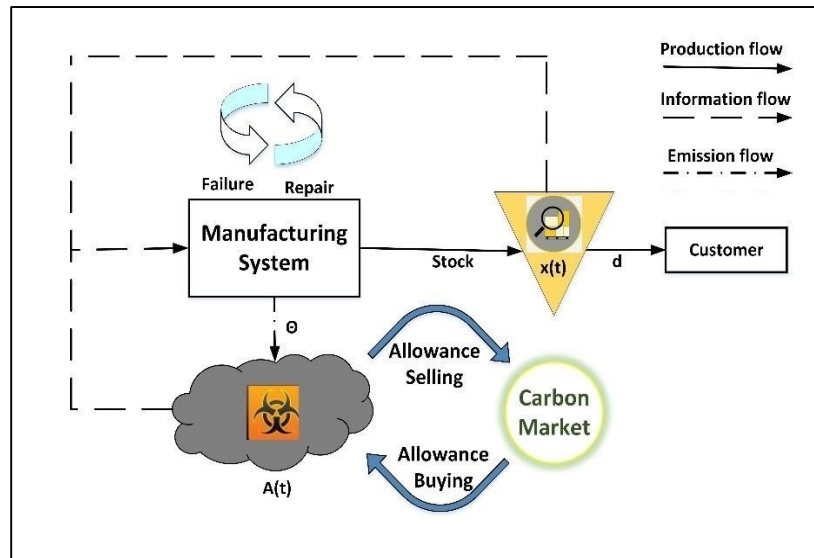 Production flow
Information flow
Emission flow
Failure
Repair
Manufacturing
System
Stock
x(t)
d
Customer
Θ
Allowance
Selling
Carbon
Market
Allowance
Buying
A(t)